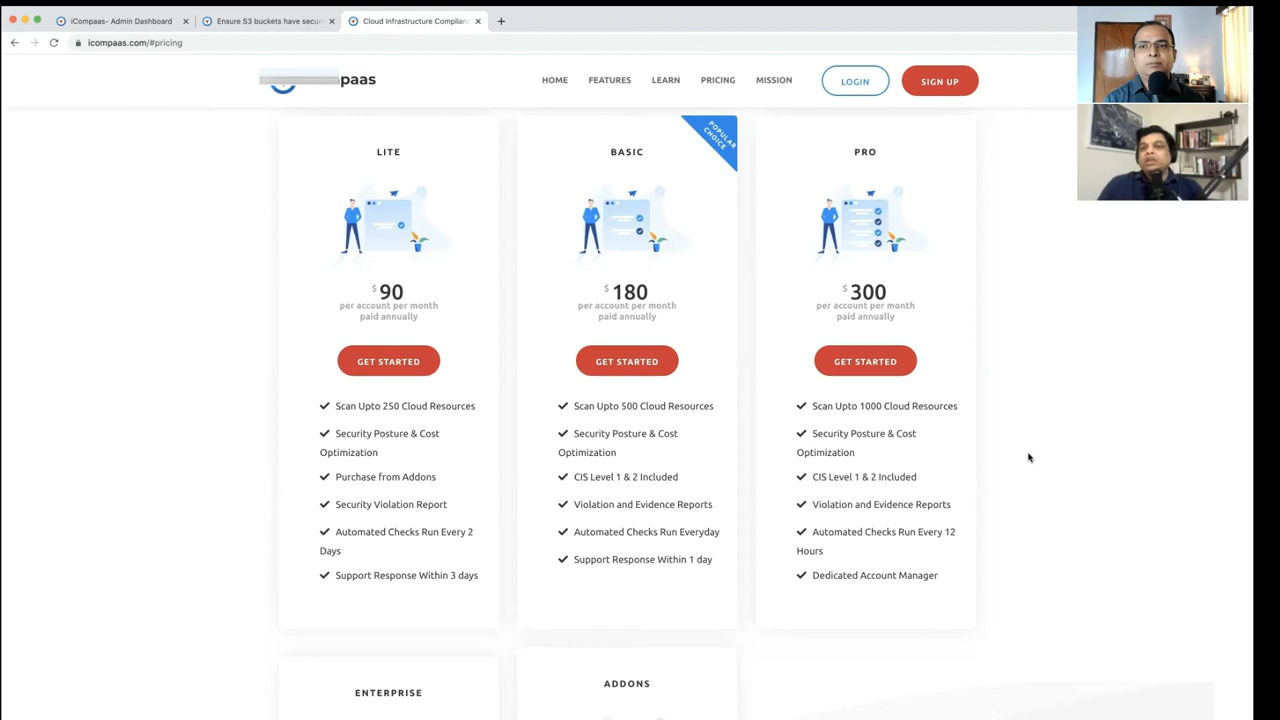 iCompaas- Admin Dashboard
Ensure S3 buckets have secur
Cloud Infrastructure Complian
icompaas.com/#pricing
paas
HOME
FEATURES
LEARN
PRICING
MISSION
LOGIN
SIGN UP
LITE
$ 90
per account per month
paid annually
GET STARTED
Scan Upto 250 Cloud Resources
Security Posture & Cost
Optimization
Purchase from Addons
Security Violation Report
Automated Checks Run Every 2
Days
Support Response Within 3 days
POPULAR
CHOICE
BASIC
$ 180
per account per month
paid annually
GET STARTED
Scan Upto 500 Cloud Resources
Security Posture & Cost
Optimization
CIS Level 1 & 2 Included
Violation and Evidence Reports
Automated Checks Run Everyday
Support Response Within 1 day
PRO
$ 300
per account per month
paid annually
GET STARTED
Scan Upto 1000 Cloud Resources
Security Posture & Cost
Optimization
CIS Level 1 & 2 Included
Violation and Evidence Reports
Automated Checks Run Every 12
Hours
Dedicated Account Manager
ENTERPRISE
ADDONS